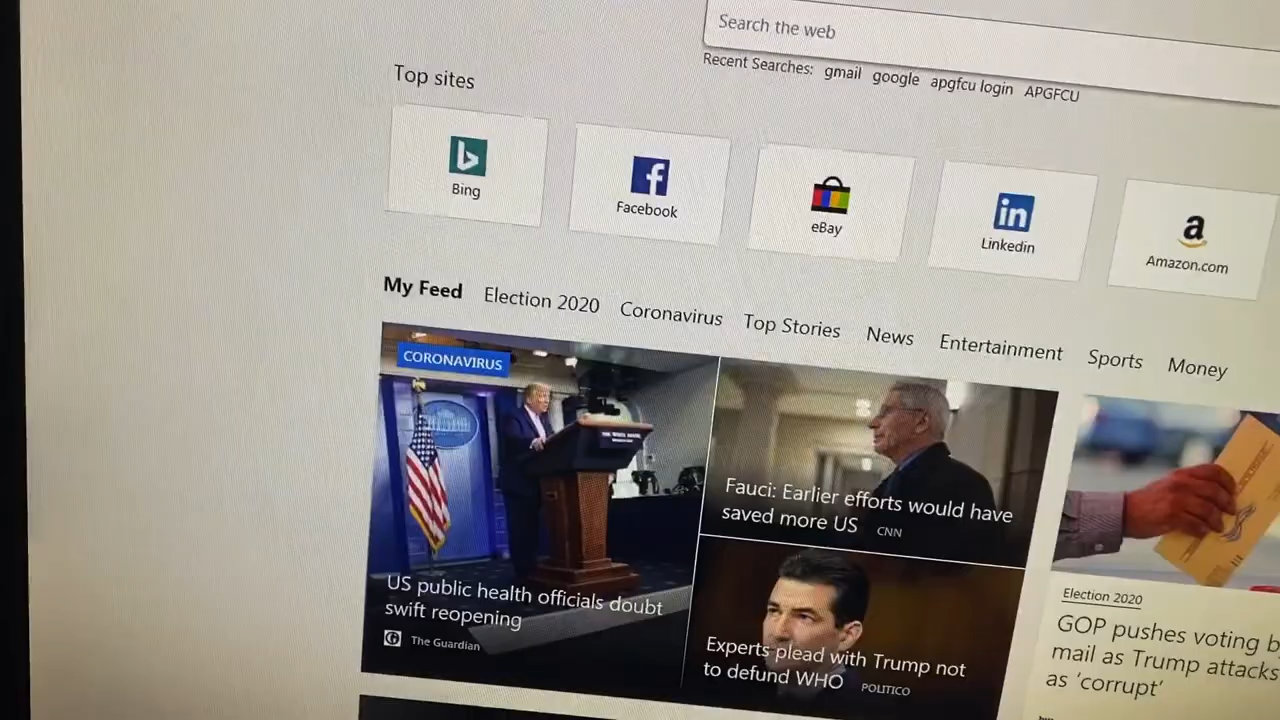 Search the web
Recent Searches: gmail google apgfcu login APGFCU
Top sites
Bing
Facebook
eBay
Linkedin
Amazon.com
My Feed Election 2020 Coronavirus Top Stories News Entertainment Sports Money
CORONAVIRUS
US public health officials doubt
swift reopening
The Guardian
Fauci: Earlier efforts would have
saved more US CNN
Experts plead with Trump not
to defund WHO POLITICO
Election 2020
GOP pushes voting b
mail as Trump attacks
as 'corrupt'